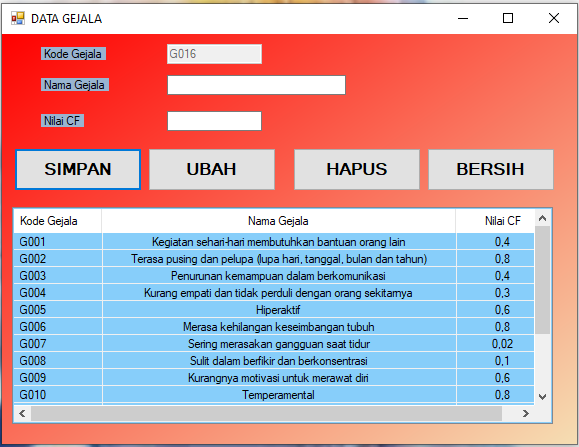 DATA GEJALA
Kode Gejala G016
Nama Gejala
Nilai CF
SIMPAN UBAH HAPUS BERSIH
Kode Gejala Nama Gejala Nilai CF
G001 Kegiatan sehari-hari membutuhkan bantuan orang lain 0,4
G002 Terasa pusing dan pelupa (lupa hari, tanggal, bulan dan tahun) 0,8
G003 Penurunan kemampuan dalam berkomunikasi 0,4
G004 Kurang empati dan tidak perduli dengan orang sekitarnya 0,3
G005 Hiperaktif 0,6
G006 Merasa kehilangan keseimbangan tubuh 0,8
G007 Sering merasakan gangguan saat tidur 0,02
G008 Sulit dalam berfikir dan berkonsentrasi 0,1
G009 Kurangnya motivasi untuk merawat diri 0,6
G010 Temperamental 0,8